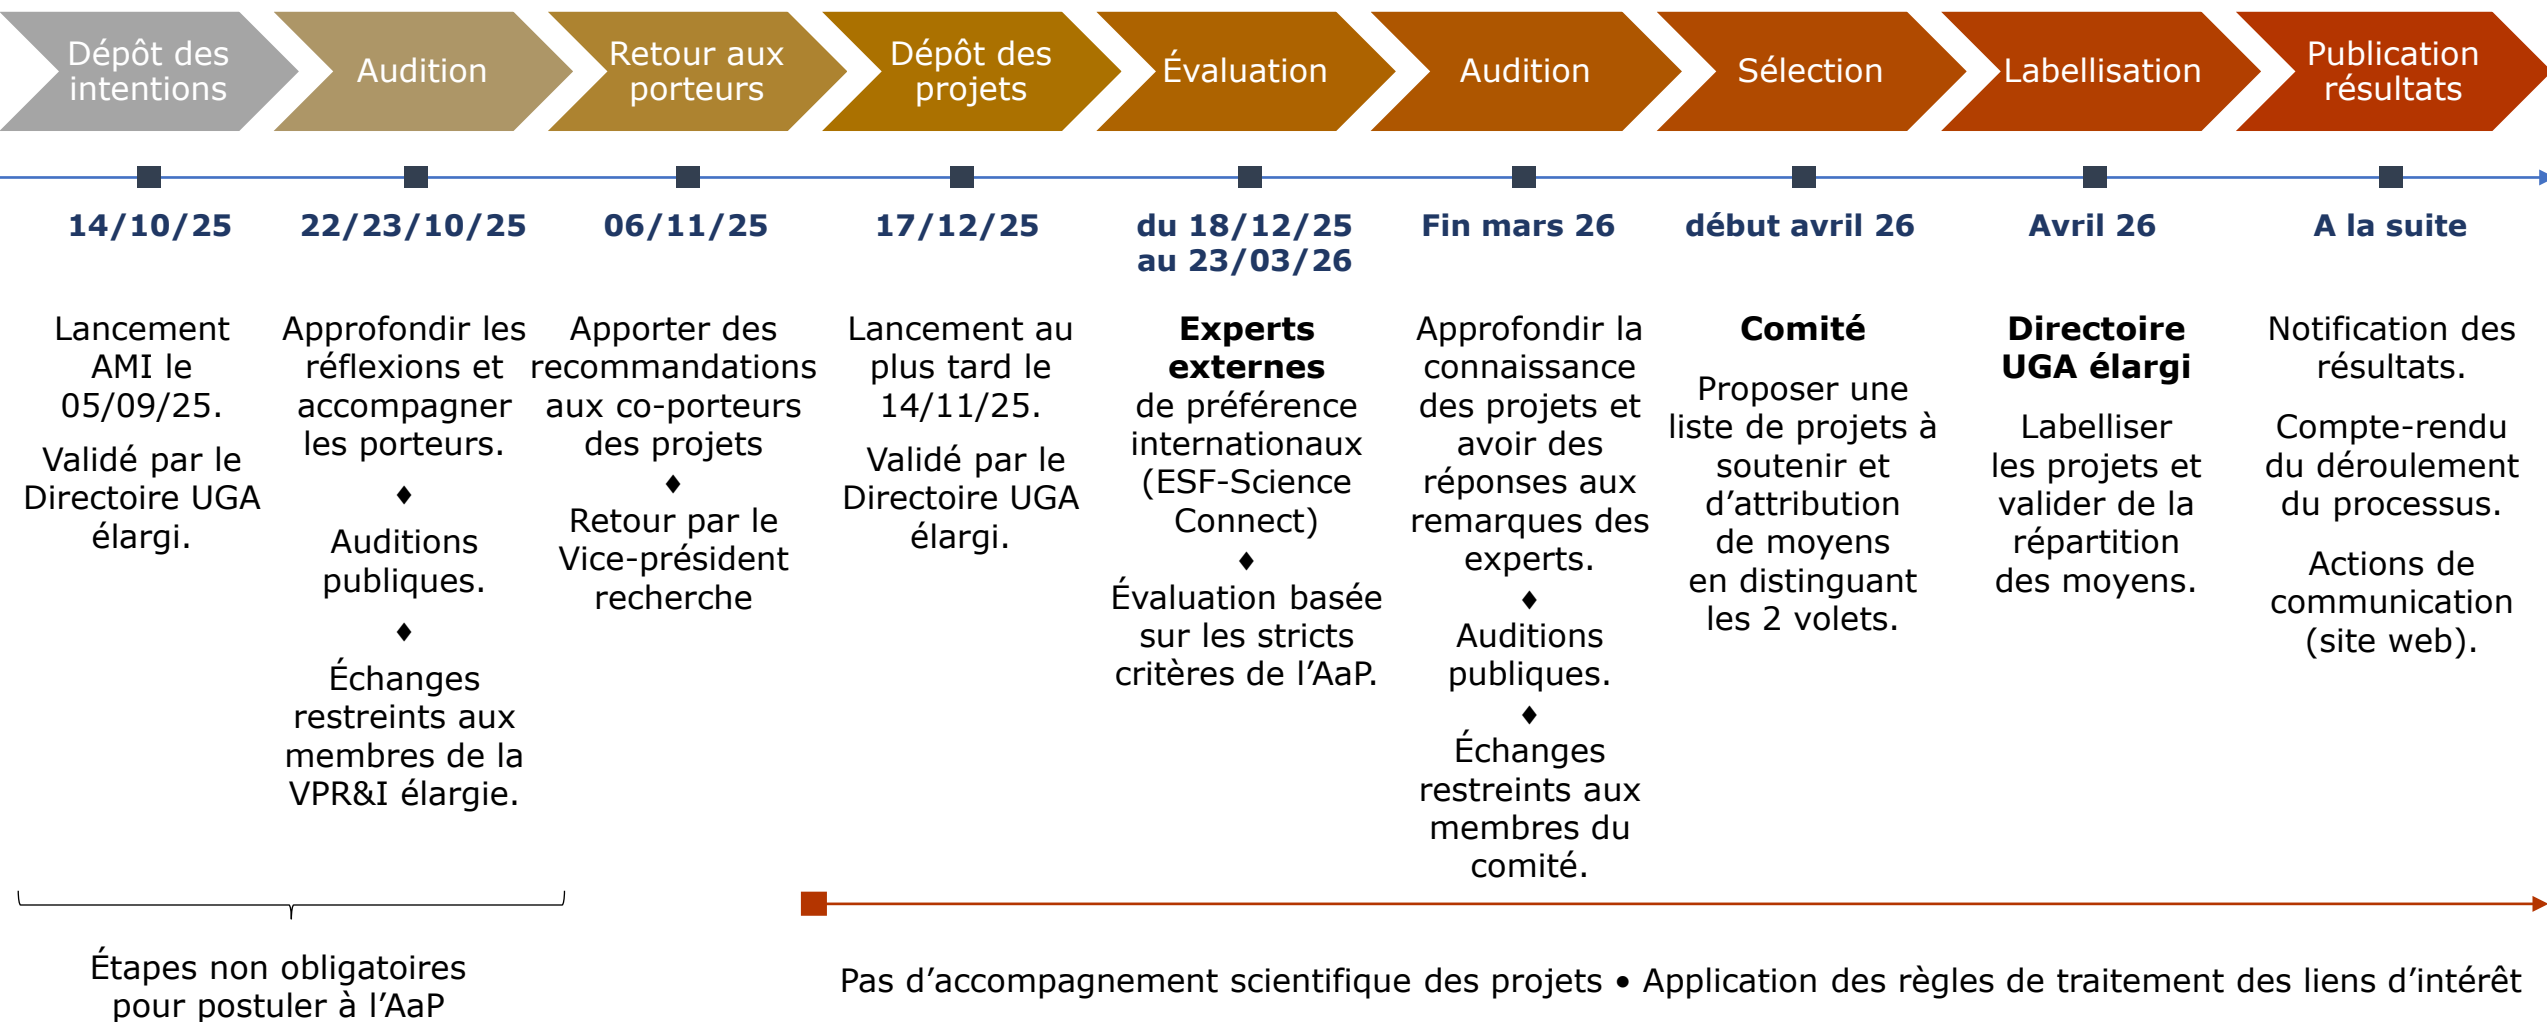 Dépôt des
intentions
Audition
Retour aux
porteurs
Dépôt des
projets
Évaluation
Audition
Sélection
Labellisation
Publication
résultats
14/10/25
22/23/10/25
06/11/25
17/12/25
du 18/12/25
au 23/03/26
Fin mars 26
début avril 26
Avril 26
A la suite
Lancement
AMI le
05/09/25.
Validé par le
Directoire UGA
élargi.
Approfondir les
réflexions et
accompagner
les porteurs.
♦
Auditions
publiques.
♦
Échanges
restreints aux
membres de la
VPR&I élargie.
Apporter des
recommandations
aux co-porteurs
des projets
♦
Retour par le
Vice-président
recherche
Lancement au
plus tard le
14/11/25.
Validé par le
Directoire UGA
élargi.
Experts
externes
de préférence
internationaux
(ESF-Science
Connect)
♦
Évaluation basée
sur les stricts
critères de l’AaP.
Approfondir la
connaissance
des projets et
avoir des
réponses aux
remarques des
experts.
♦
Auditions
publiques.
♦
Échanges
restreints aux
membres du
comité.
Comité
Proposer une
liste de projets à
soutenir et
d’attribution
de moyens
en distinguant
les 2 volets.
Directoire
UGA élargi
Labelliser
les projets et
valider de la
répartition
des moyens.
Notification des
résultats.
Compte-rendu
du déroulement
du processus.
Actions de
communication
(site web).
Étapes non obligatoires
pour postuler à l’AaP
Pas d’accompagnement scientifique des projets • Application des règles de traitement des liens d’intérêt